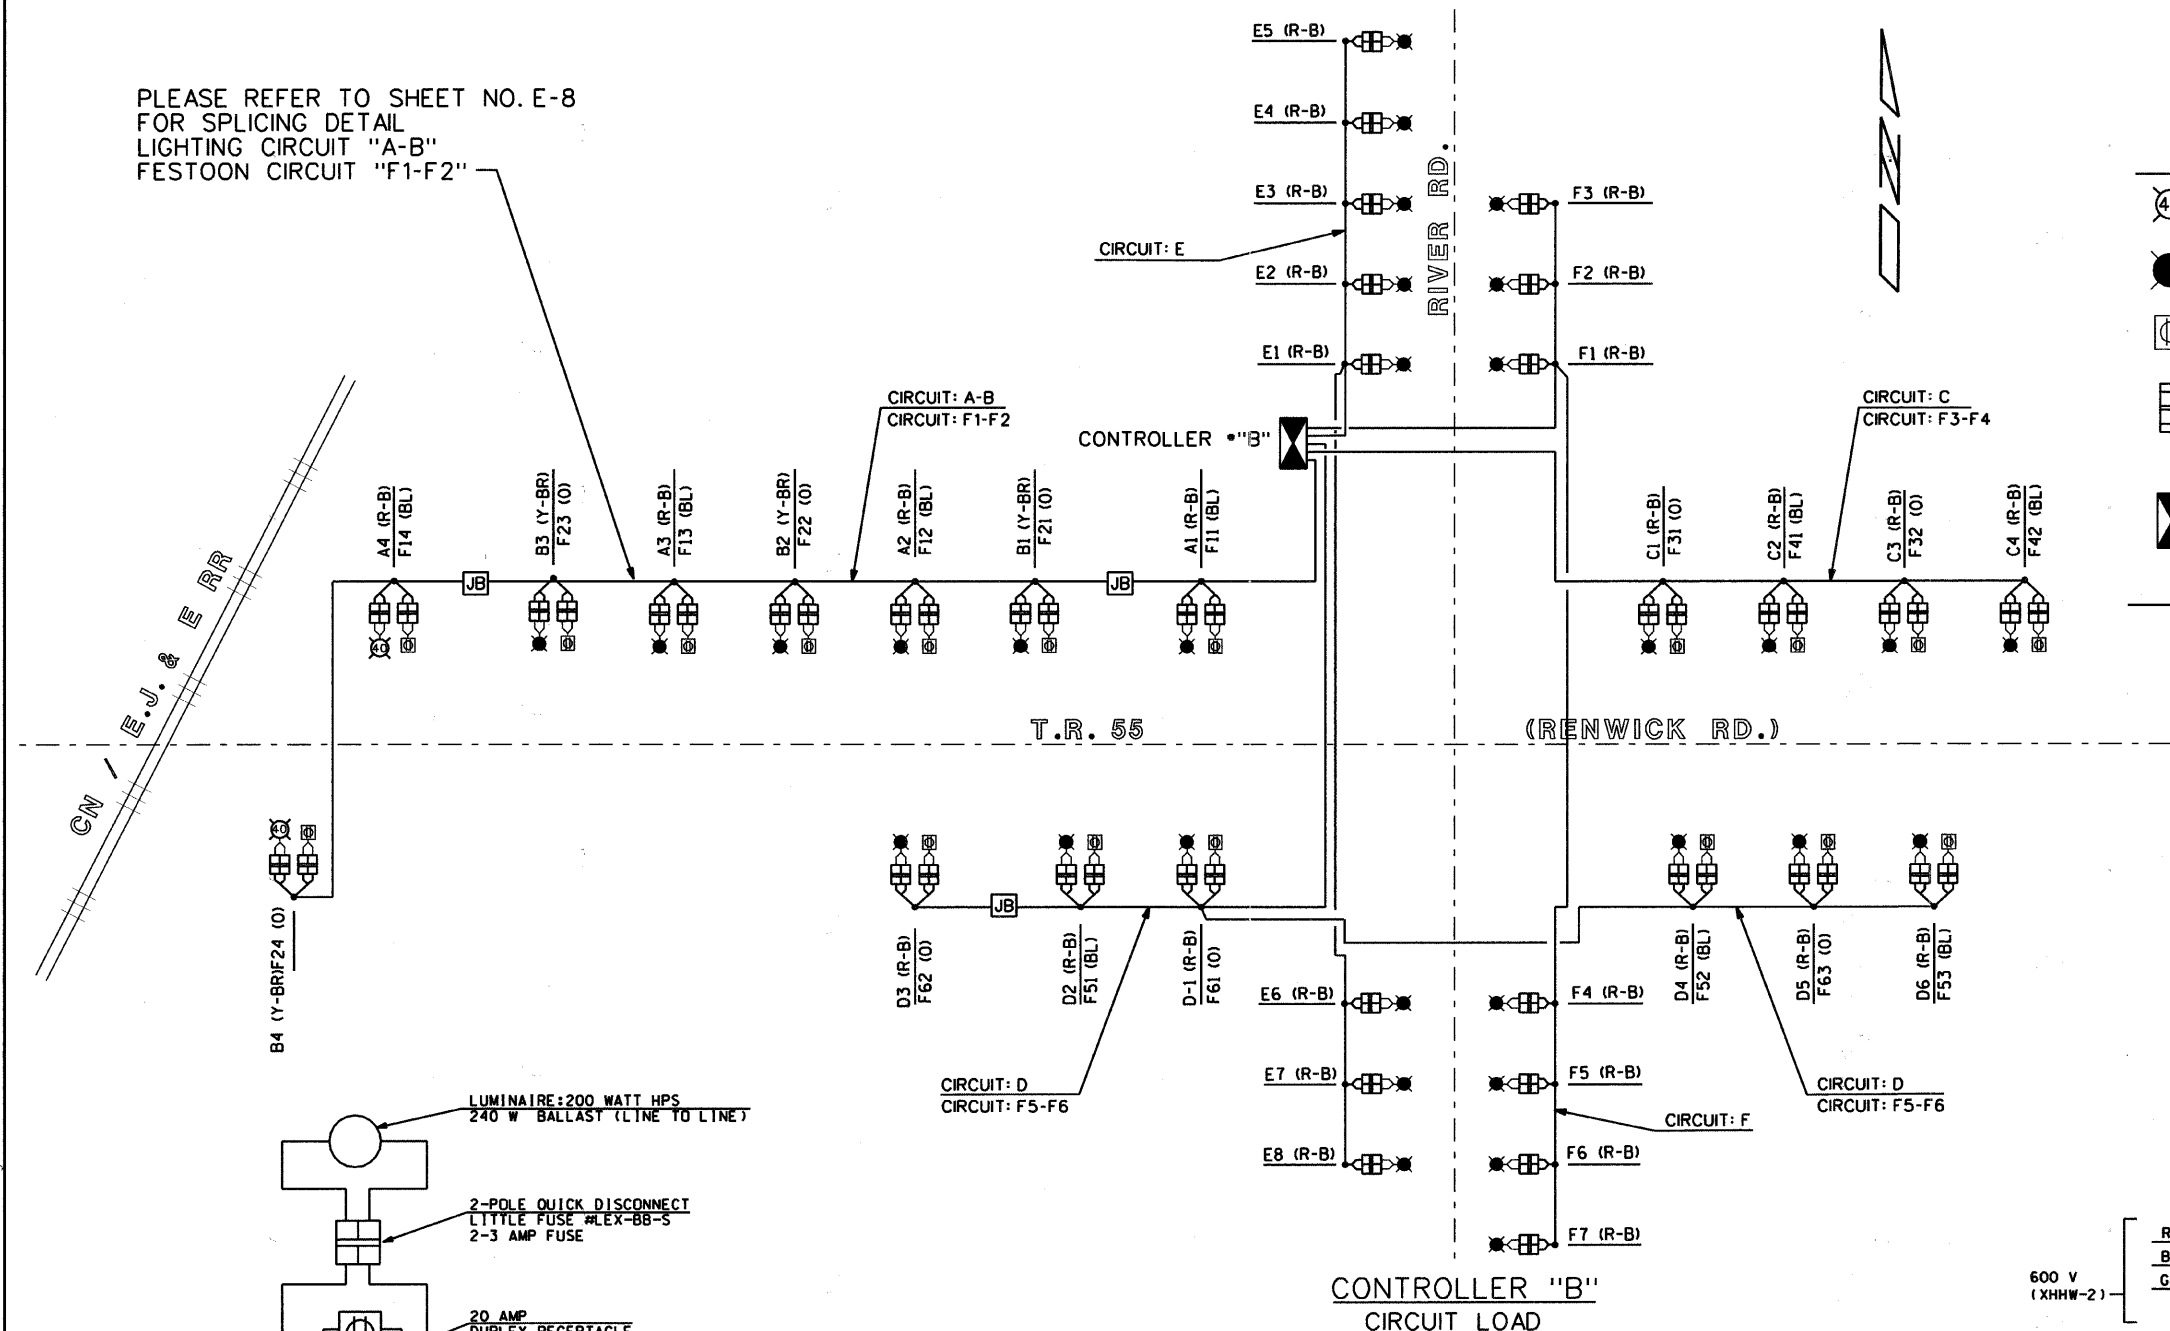 PLEASE REFER TO SHEET NO. E-8
FOR SPLICING DETAIL
LIGHTING CIRCUIT "A-B"
FESTOON CIRCUIT "F1-F2"
E5 (R-B)
E4 (R-B)
E3 (R-B)
CIRCUIT: E
E2 (R-B)
E1 (R-B)
RIVER RD.
F3 (R-B)
F2 (R-B)
F1 (R-B)
N
CIRCUIT: A-B
CIRCUIT: F1-F2
CONTROLLER "B"
CIRCUIT: C
CIRCUIT: F3-F4
A4 (R-B)
F14 (BL)
JB
B3 (Y-BR)
F23 (O)
A3 (R-B)
F13 (BL)
B2 (Y-BR)
F22 (O)
A2 (R-B)
F12 (BL)
B1 (Y-BR)
F21 (O)
JB
A1 (R-B)
F11 (BL)
C1 (R-B)
F31 (O)
C2 (R-B)
F41 (BL)
C3 (R-B)
F32 (O)
C4 (R-B)
F42 (BL)
40
CN / E.J. & E RR
T.R. 55 (RENWICK RD.)
40
B4 (Y-BR)F24 (O)
D3 (R-B)
F62 (O)
JB
D2 (R-B)
F51 (BL)
D-1 (R-B)
F61 (O)
D4 (R-B)
F52 (BL)
D5 (R-B)
F63 (O)
D6 (R-B)
F53 (BL)
E6 (R-B)
F4 (R-B)
E7 (R-B)
F5 (R-B)
CIRCUIT: D
CIRCUIT: F5-F6
CIRCUIT: D
CIRCUIT: F5-F6
CIRCUIT: F
E8 (R-B)
F6 (R-B)
F7 (R-B)
LUMINAIRE:200 WATT HPS
240 W BALLAST (LINE TO LINE)
2-POLE QUICK DISCONNECT
LITTLE FUSE #LEX-BB-S
2-3 AMP FUSE
20 AMP
DUPLEX RECEPTACLE
CONTROLLER "B"
CIRCUIT LOAD
600 V
(XHHW-2)
R
B
G